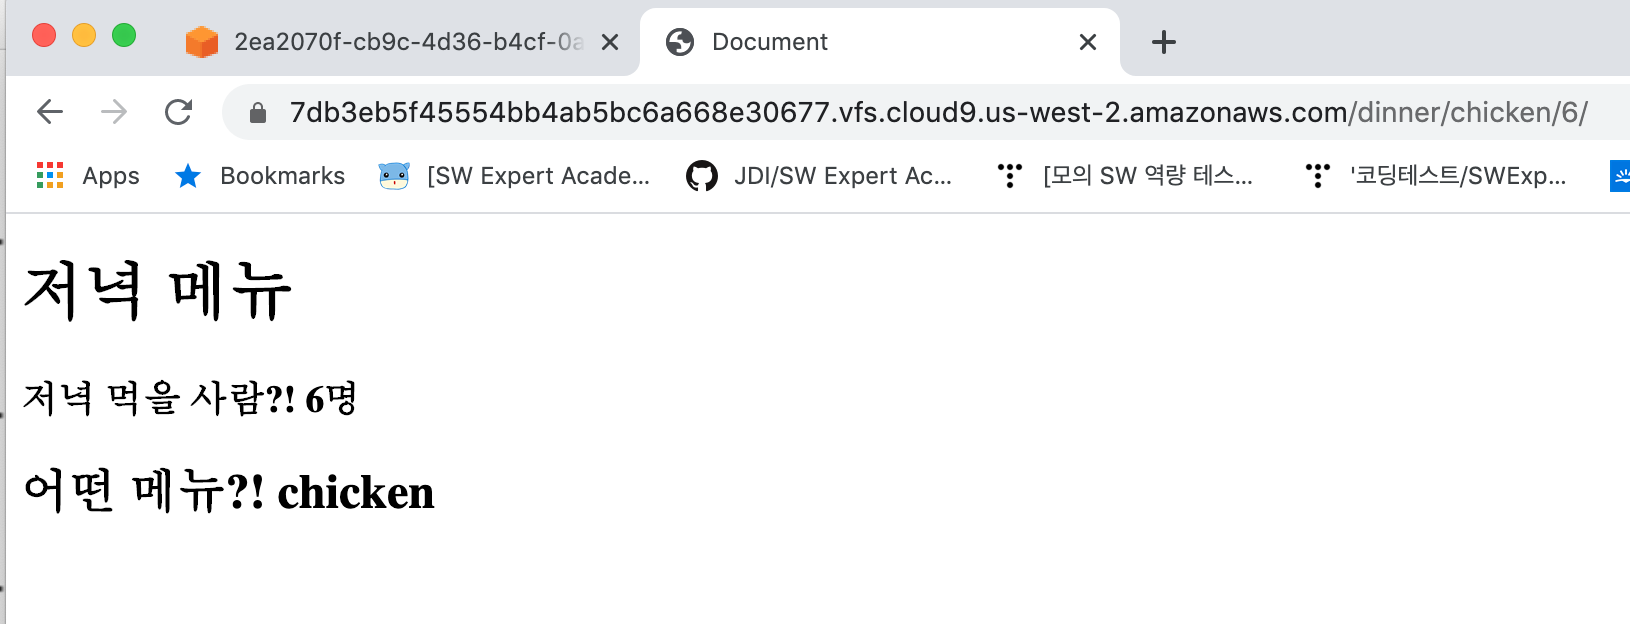 2ea2070f-cb9c-4d36-b4cf-0a
Document
7db3eb5f45554bb4ab5bc6a668e30677.vfs.cloud9.us-west-2.amazonaws.com/dinner/chicken/6/
Apps Bookmarks [SW Expert Acade... JDI/SW Expert Ac... [모의 SW 역량 테스... '코딩테스트/SWExp...
저녁 메뉴
저녁 먹을 사람?! 6명
어떤 메뉴?! chicken